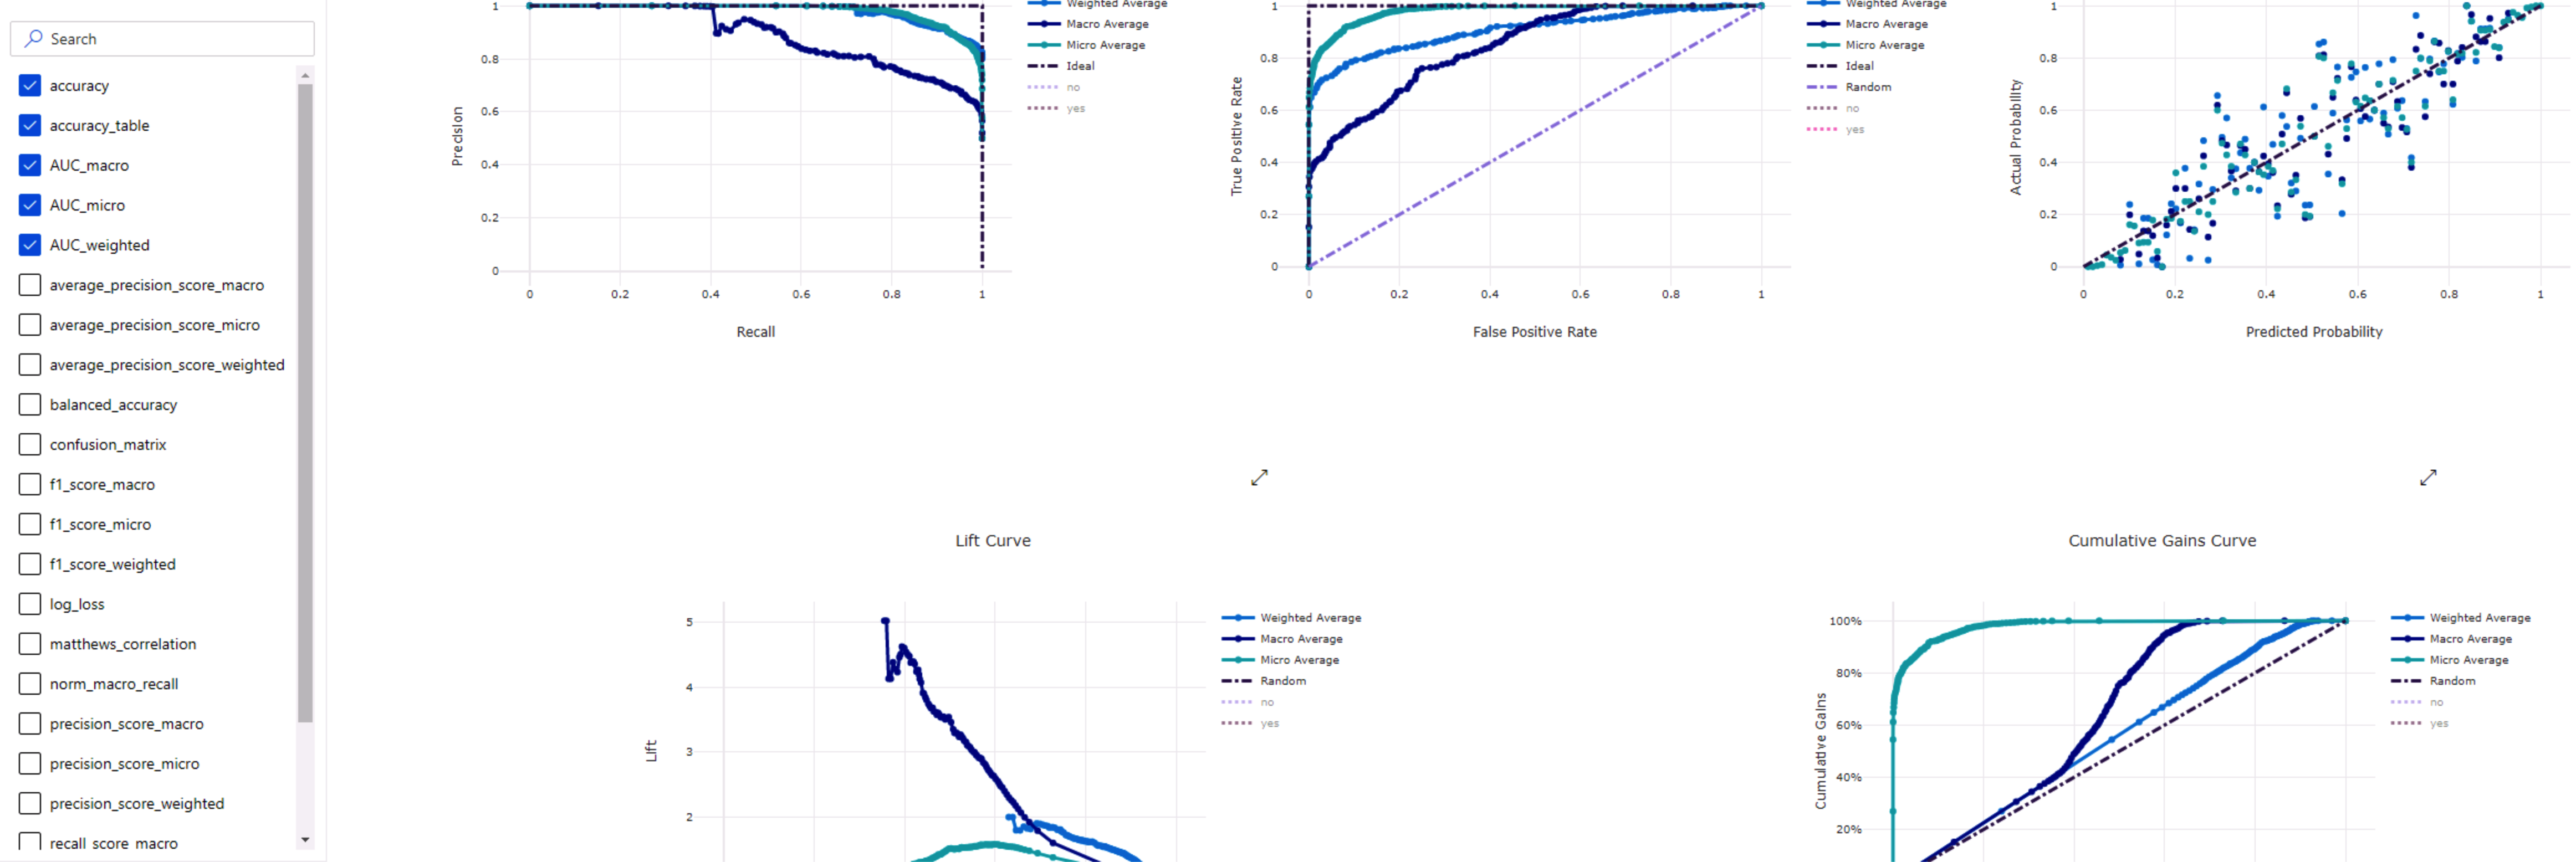 Search
accuracy
accuracy_table
AUC_macro
AUC_micro
AUC_weighted
average_precision_score_macro
average_precision_score_micro
average_precision_score_weighted
balanced_accuracy
confusion_matrix
f1_score_macro
f1_score_micro
f1_score_weighted
log_loss
matthews_correlation
norm_macro_recall
precision_score_macro
precision_score_micro
precision_score_weighted
recall_score_macro
1
0.8
0.6
0.4
0.2
0
Precision
0 0.2 0.4 0.6 0.8 1
Recall
Weighted Average
Macro Average
Micro Average
Ideal
no
yes
1
0.8
0.6
0.4
0.2
0
True Positive Rate
0 0.2 0.4 0.6 0.8 1
False Positive Rate
Weighted Average
Macro Average
Micro Average
Ideal
Random
no
yes
1
0.8
0.6
0.4
0.2
0
Actual Probability
0 0.2 0.4 0.6 0.8 1
Predicted Probability
Lift Curve
5
4
3
2
Lift
Weighted Average
Macro Average
Micro Average
Random
no
yes
Cumulative Gains Curve
100%
80%
60%
40%
20%
Cumulative Gains
Weighted Average
Macro Average
Micro Average
Random
no
yes